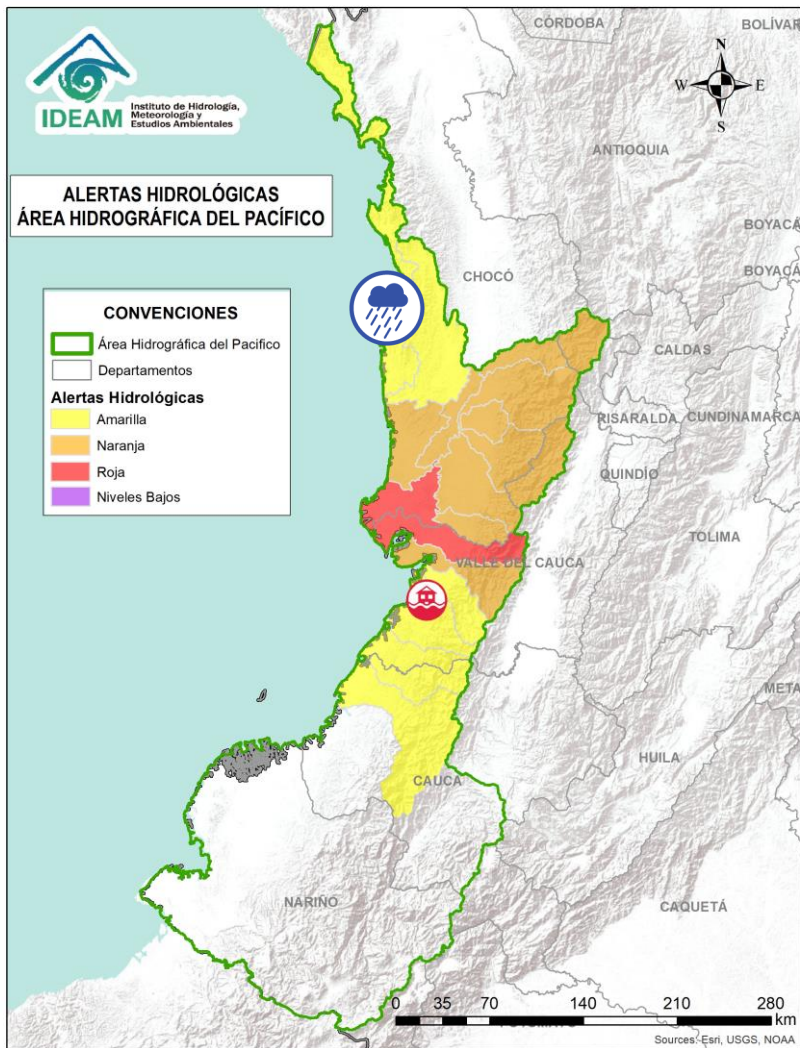 CÓRDOBA
BOLÍVAR
N
W
E
S
IDEAM
Instituto de Hidrología,
Meteorología y
Estudios Ambientales
ANTIOQUIA
ALERTAS HIDROLÓGICAS
ÁREA HIDROGRÁFICA DEL PACÍFICO
BOYACÁ
BOYACÁ
CHOCÓ
CONVENCIONES
Área Hidrográfica del Pacifico
Departamentos
Alertas Hidrológicas
Amarilla
Naranja
Roja
Niveles Bajos
CALDAS
RISARALDA
CUNDINAMARCA
QUINDÍO
TOLIMA
VALLE DEL CAUCA
META
HUILA
CAUCA
NARIÑO
CAQUETÁ
0 35 70 140 210 280
km
Sources: Esri, USGS, NOAA